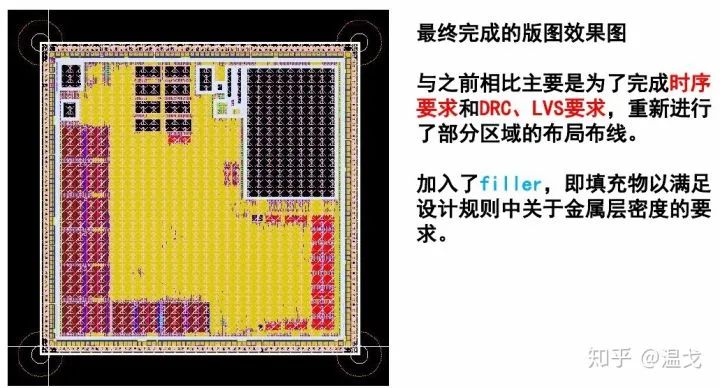 最终完成的版图效果图
与之前相比主要是为了完成时序
要求和DRC、LVS要求，重新进行
了部分区域的布局布线。
加入了filler，即填充物以满足
设计规则中关于金属层密度的要
求。
知乎 @温戈